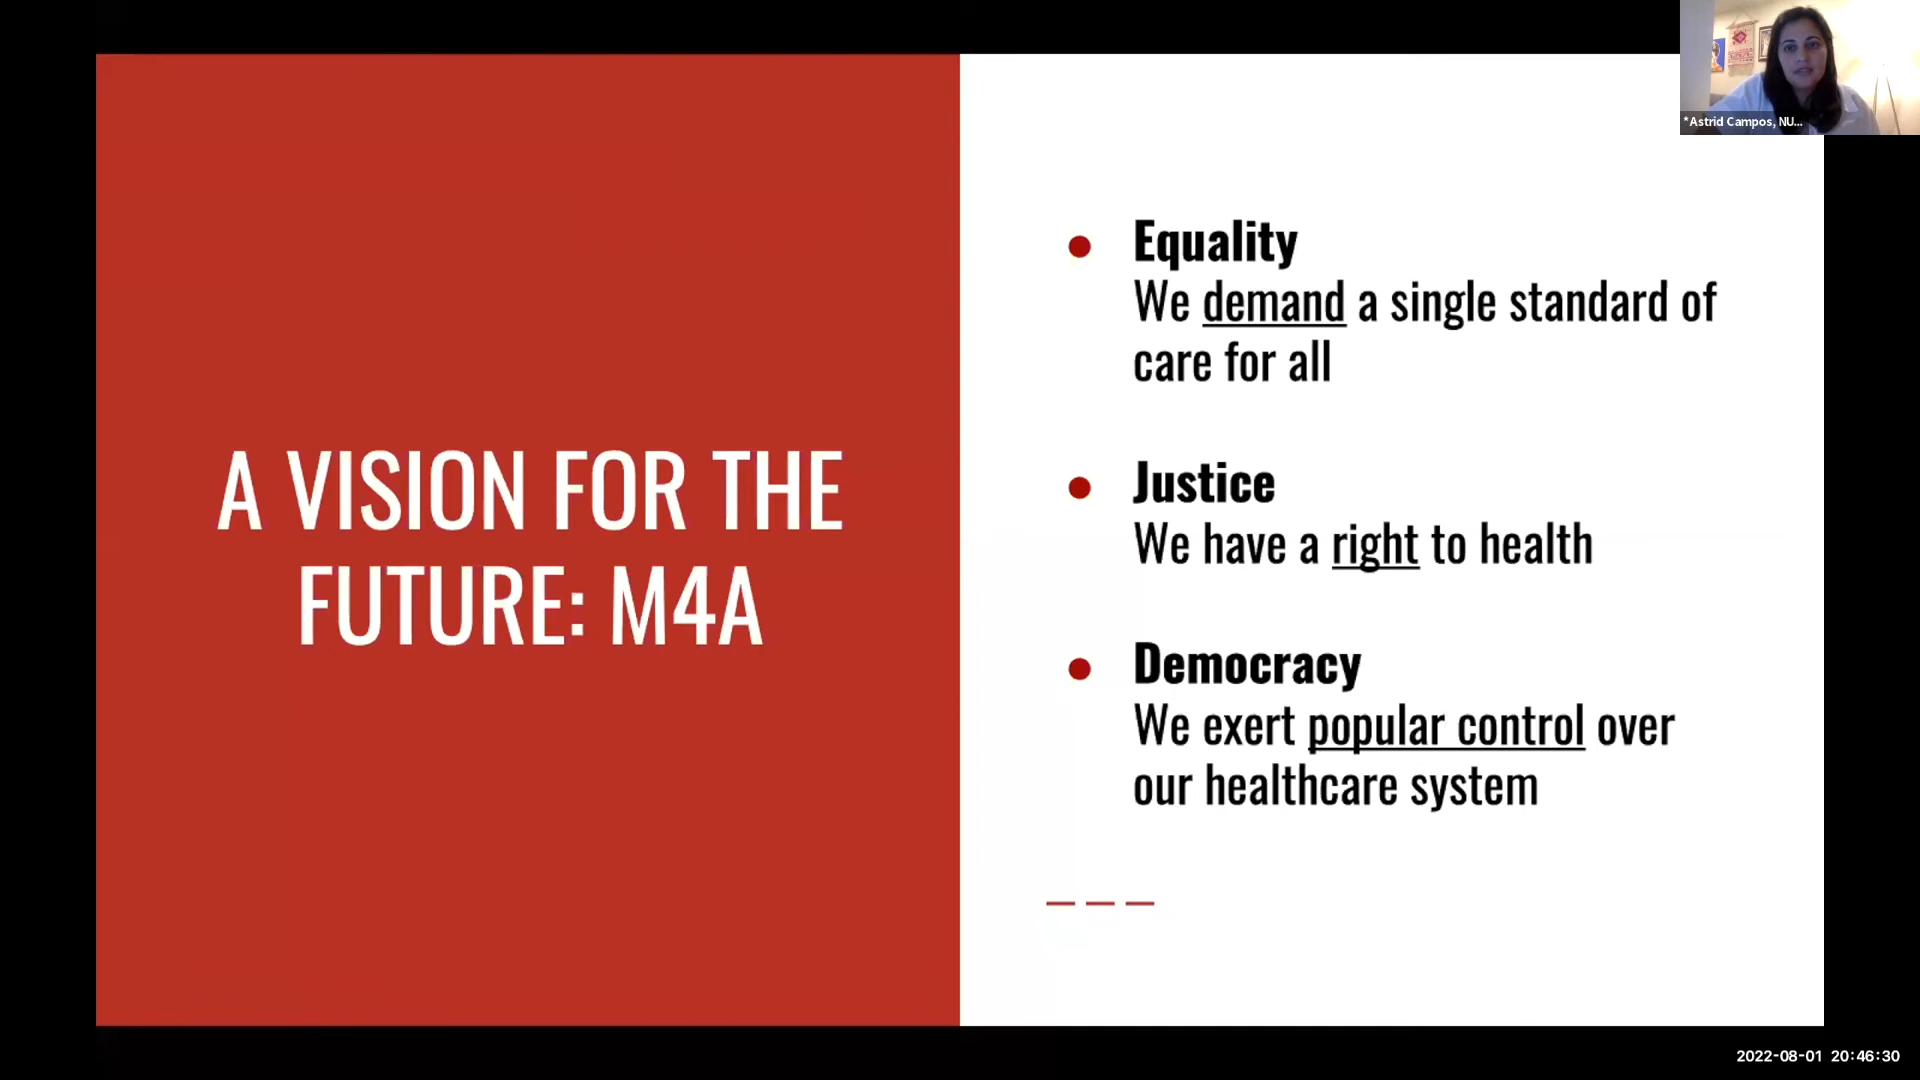 *Astrid Campos, NU...
A VISION FOR THE
FUTURE: M4A
Equality
We demand a single standard of
care for all
Justice
We have a right to health
Democracy
We exert popular control over
our healthcare system
2022-08-01 20:46:30